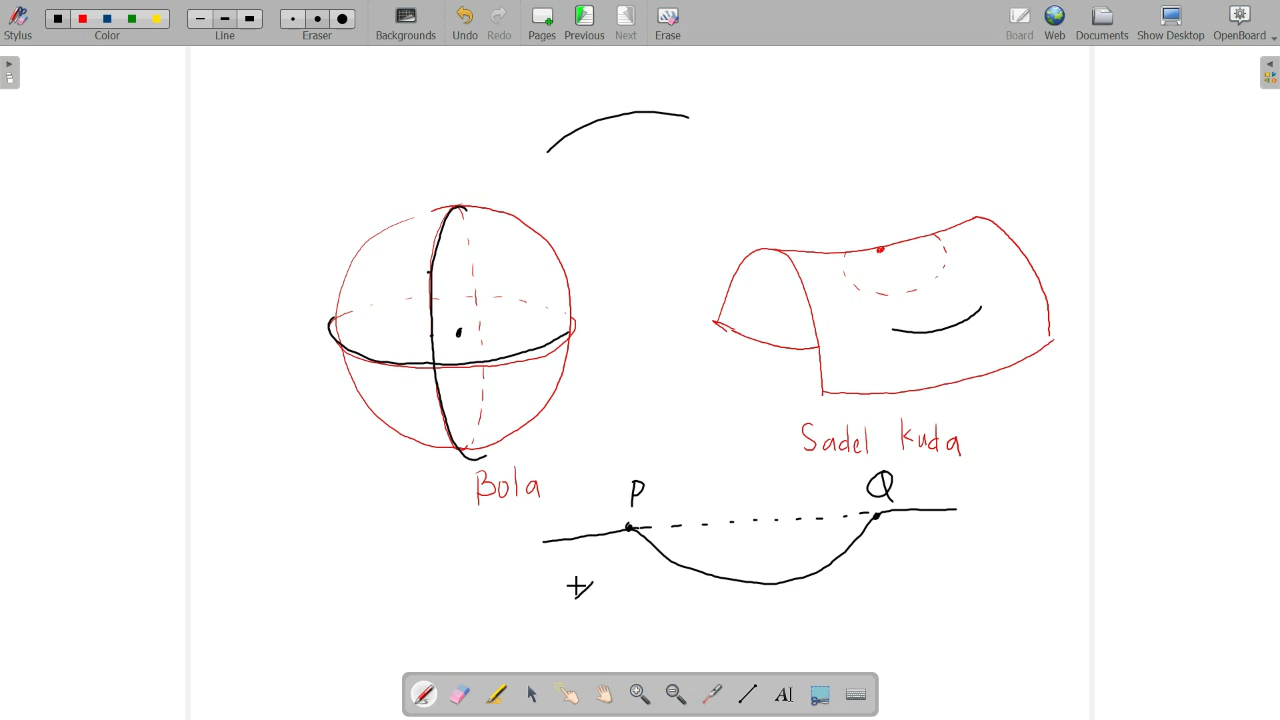 Stylus Color Line Eraser Backgrounds Undo Redo Pages Previous Next Erase Board Web Documents Show Desktop OpenBoard
Sadel Kuda
Bola
P Q